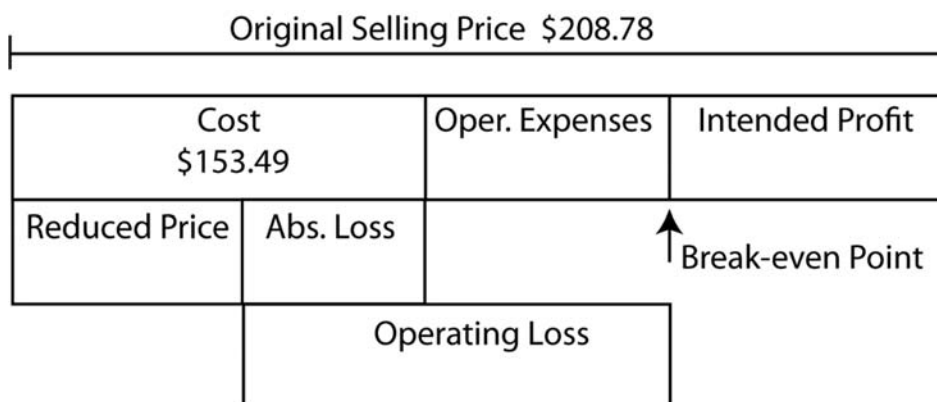 Original Selling Price $208.78
Cost
$153.49
Oper. Expenses
Intended Profit
Reduced Price
Abs. Loss
Break-even Point
Operating Loss